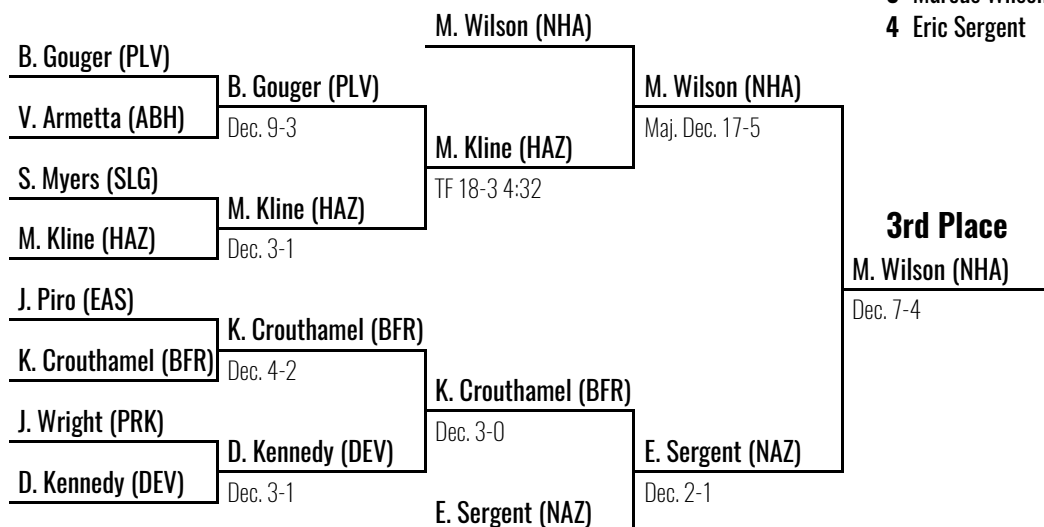 4 Eric Sergent
B. Gouger (PLV)
V. Armetta (ABH)
S. Myers (SLG)
M. Kline (HAZ)
J. Piro (EAS)
K. Crouthamel (BFR)
J. Wright (PRK)
D. Kennedy (DEV)
B. Gouger (PLV)
Dec. 9-3
M. Kline (HAZ)
Dec. 3-1
K. Crouthamel (BFR)
Dec. 4-2
D. Kennedy (DEV)
Dec. 3-1
M. Wilson (NHA)
M. Kline (HAZ)
TF 18-3 4:32
K. Crouthamel (BFR)
Dec. 3-0
E. Sergent (NAZ)
M. Wilson (NHA)
Maj. Dec. 17-5
E. Sergent (NAZ)
Dec. 2-1
3rd Place
M. Wilson (NHA)
Dec. 7-4